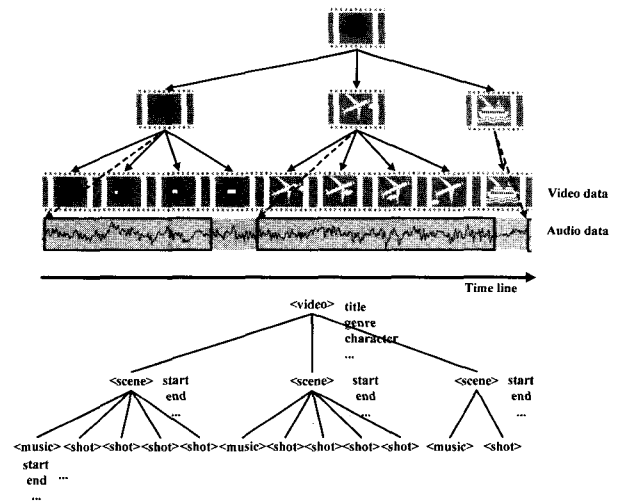 Video data
Audio data
Time line
<video> title
genre
character
...
<scene> start <scene> start <scene> start
end end end
... ... ...
<music> <shot> <shot> <shot> <shot> <music> <shot> <shot> <shot> <shot> <music> <shot>
start
end ...
...